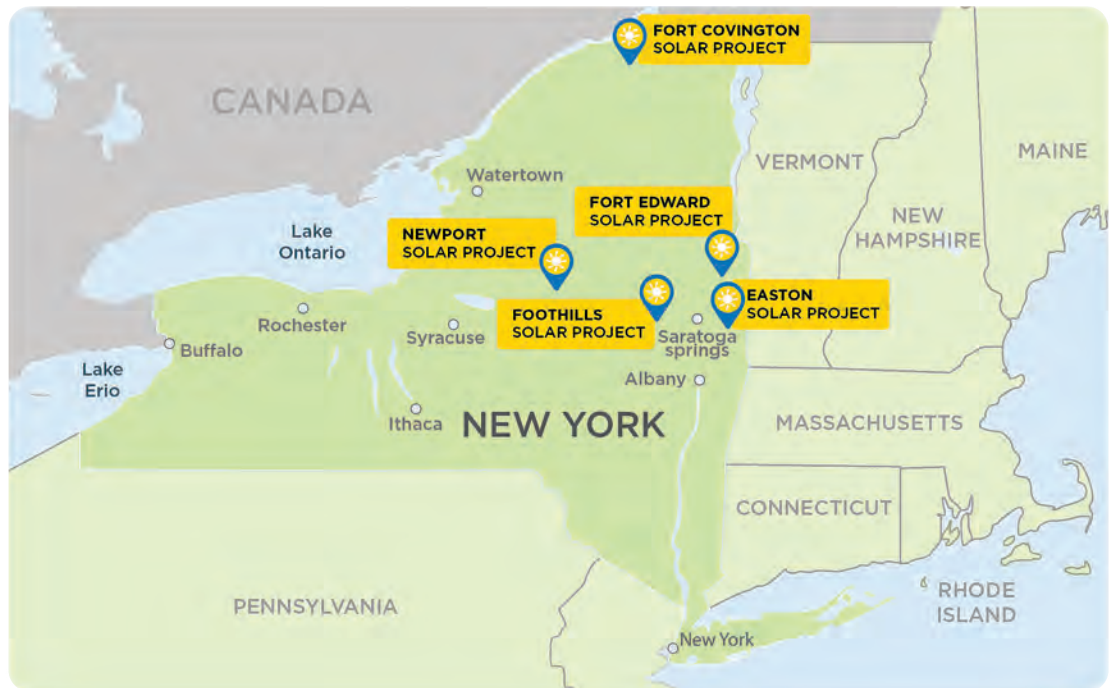 FORT COVINGTON
SOLAR PROJECT
CANADA
MAINE
VERMONT
Watertown
FORT EDWARD
SOLAR PROJECT
NEW
HAMPSHIRE
Lake
Ontario
NEWPORT
SOLAR PROJECT
EASTON
SOLAR PROJECT
FOOTHILLS
SOLAR PROJECT
Rochester
Syracuse
Saratoga
springs
Buffalo
Lake
Erio
Albany
Ithaca
NEW YORK
MASSACHUSETTS
CONNECTICUT
PENNSYLVANIA
RHODE
ISLAND
New York